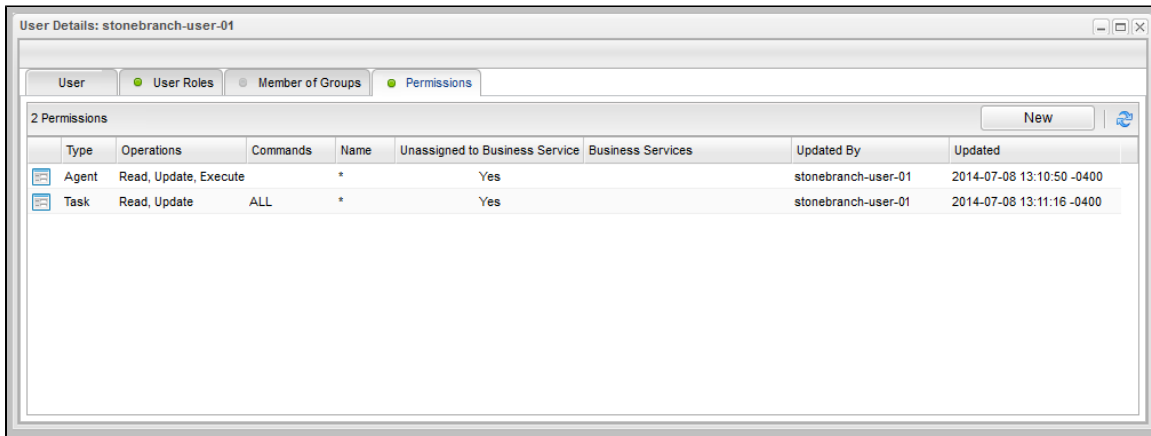 User Details: stonebranch-user-01
User User Roles Member of Groups Permissions
2 Permissions New
Type Operations Commands Name Unassigned to Business Service Business Services Updated By Updated
Agent Read, Update, Execute * Yes stonebranch-user-01 2014-07-08 13:10:50 -0400
Task Read, Update ALL * Yes stonebranch-user-01 2014-07-08 13:11:16 -0400